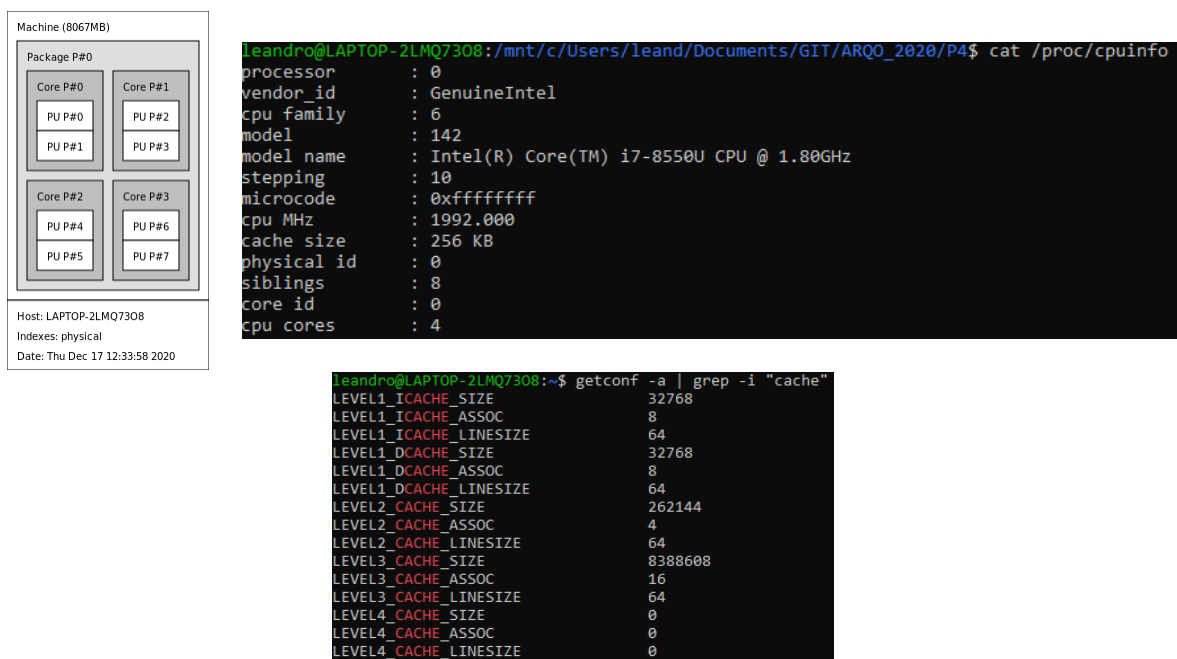 Machine (8067MB)
Package P#0
Core P#0
PU P#0
PU P#1
Core P#1
PU P#2
PU P#3
Core P#2
PU P#4
PU P#5
Core P#3
PU P#6
PU P#7
Host: LAPTOP-2LMQ73O8
Indexes: physical
Date: Thu Dec 17 12:33:58 2020
leandro@LAPTOP-2LMQ73O8:/mnt/c/Users/leand/Documents/GIT/ARQO_2020/P4$ cat /proc/cpuinfo
processor : 0
vendor_id : GenuineIntel
cpu family : 6
model : 142
model name : Intel(R) Core(TM) i7-8550U CPU @ 1.80GHz
stepping : 10
microcode : 0xffffffff
cpu MHz : 1992.000
cache size : 256 KB
physical id : 0
siblings : 8
core id : 0
cpu cores : 4
leandro@LAPTOP-2LMQ73O8:~$ getconf -a | grep -i "cache"
LEVEL1_ICACHE_SIZE 32768
LEVEL1_ICACHE_ASSOC 8
LEVEL1_ICACHE_LINESIZE 64
LEVEL1_DCACHE_SIZE 32768
LEVEL1_DCACHE_ASSOC 8
LEVEL1_DCACHE_LINESIZE 64
LEVEL2_CACHE_SIZE 262144
LEVEL2_CACHE_ASSOC 4
LEVEL2_CACHE_LINESIZE 64
LEVEL3_CACHE_SIZE 8388608
LEVEL3_CACHE_ASSOC 16
LEVEL3_CACHE_LINESIZE 64
LEVEL4_CACHE_SIZE 0
LEVEL4_CACHE_ASSOC 0
LEVEL4_CACHE_LINESIZE 0